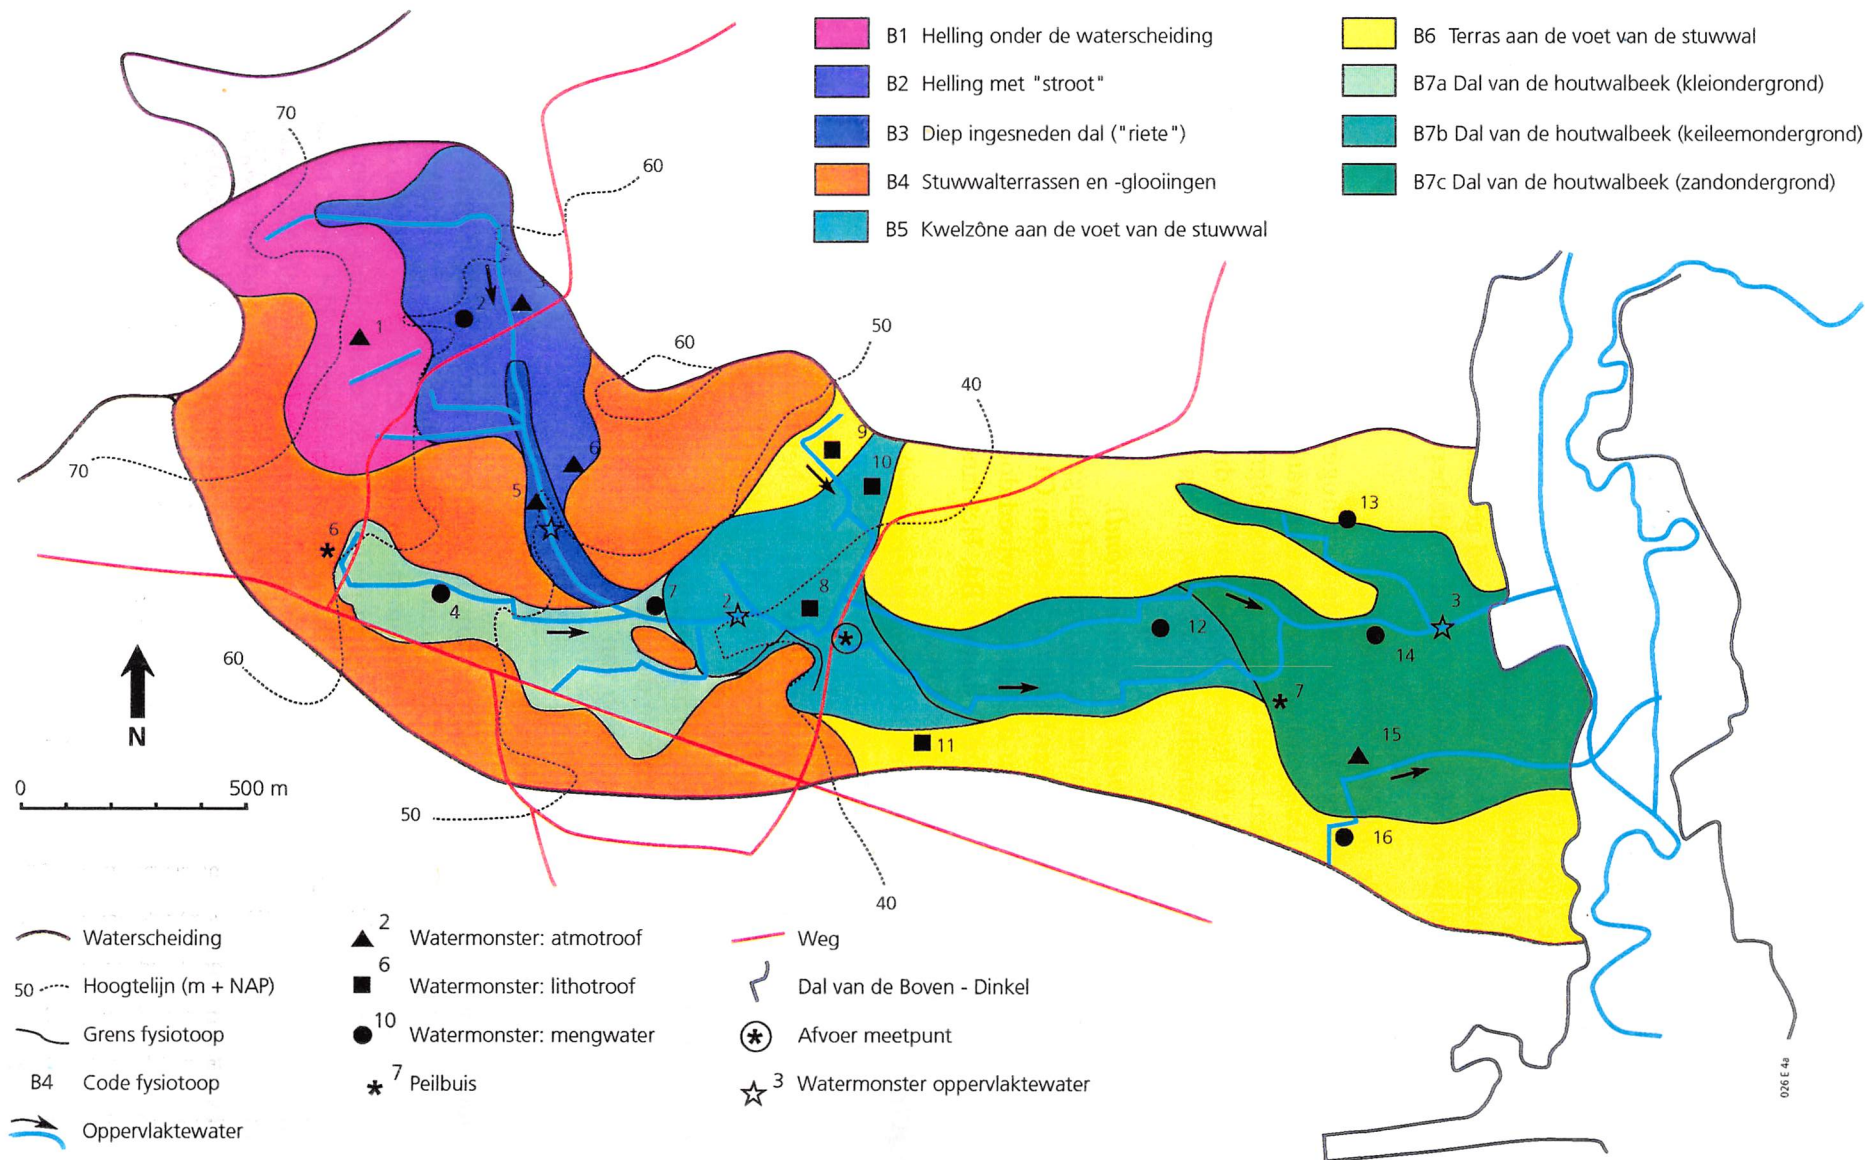 B1 Helling onder de waterscheiding
B2 Helling met "stroot"
B3 Diep ingesneden dal ("riete")
B4 Stuwwalterrassen en -glooiingen
B5 Kwelzône aan de voet van de stuwwal
B6 Terras aan de voet van de stuwwal
B7a Dal van de houtwalbeek (kleiondergrond)
B7b Dal van de houtwalbeek (keileemondergrond)
B7c Dal van de houtwalbeek (zandondergrond)
70
60
3
2
1
50
60
40
9
70
6
10
5
13
6
7
8
4
2
3
12
14
60
7
15
11
N
0 500 m
50
16
40
Waterscheiding
50 Hoogtelijn (m + NAP)
Grens fysiotoop
B4 Code fysiotoop
Oppervlaktewater
2 Watermonster: atmotroof
6 Watermonster: lithotroof
10 Watermonster: mengwater
7 Peilbuis
Weg
Dal van de Boven - Dinkel
Afvoer meetpunt
3 Watermonster oppervlaktewater
026 E 4a